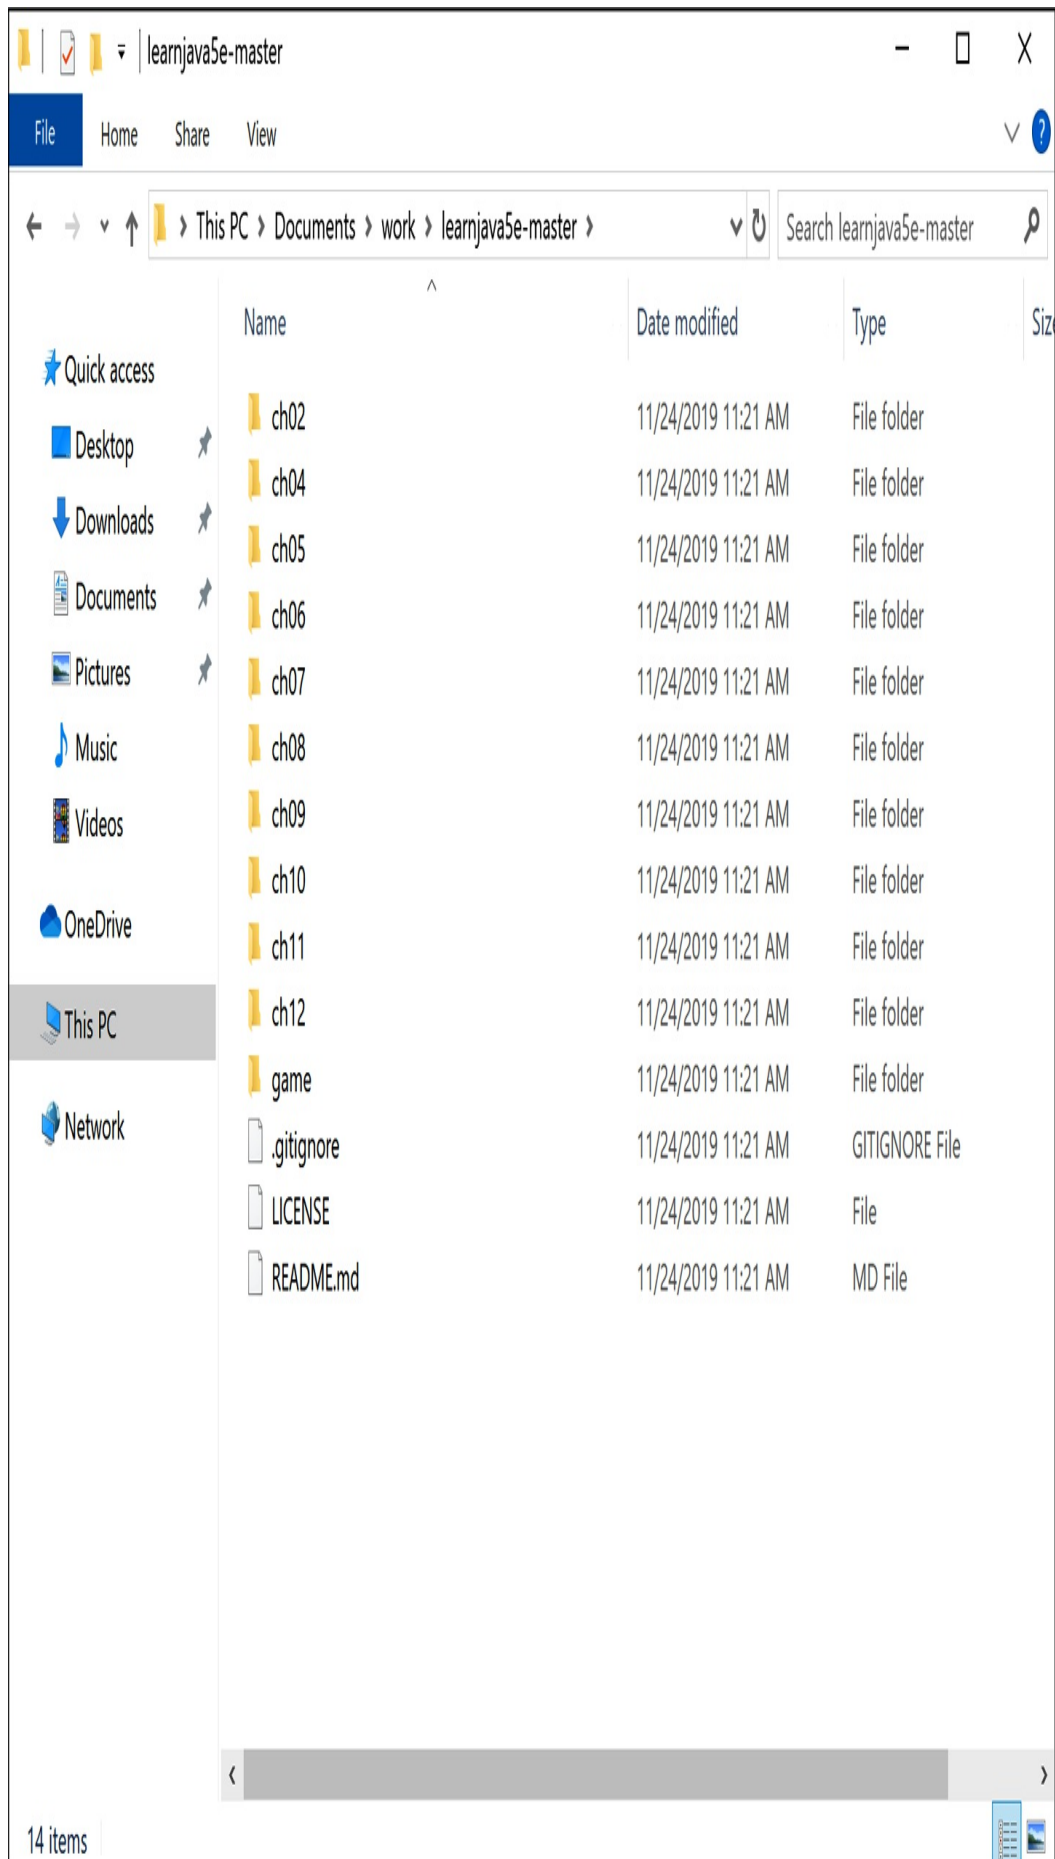 learnjava5e-master
File Home Share View
This PC > Documents > work > learnjava5e-master >
Search learnjava5e-master
Name Date modified Type Size
Quick access
Desktop
Downloads
Documents
Pictures
Music
Videos
OneDrive
This PC
Network
ch02 11/24/2019 11:21 AM File folder
ch04 11/24/2019 11:21 AM File folder
ch05 11/24/2019 11:21 AM File folder
ch06 11/24/2019 11:21 AM File folder
ch07 11/24/2019 11:21 AM File folder
ch08 11/24/2019 11:21 AM File folder
ch09 11/24/2019 11:21 AM File folder
ch10 11/24/2019 11:21 AM File folder
ch11 11/24/2019 11:21 AM File folder
ch12 11/24/2019 11:21 AM File folder
game 11/24/2019 11:21 AM File folder
.gitignore 11/24/2019 11:21 AM GITIGNORE File
LICENSE 11/24/2019 11:21 AM File
README.md 11/24/2019 11:21 AM MD File
14 items